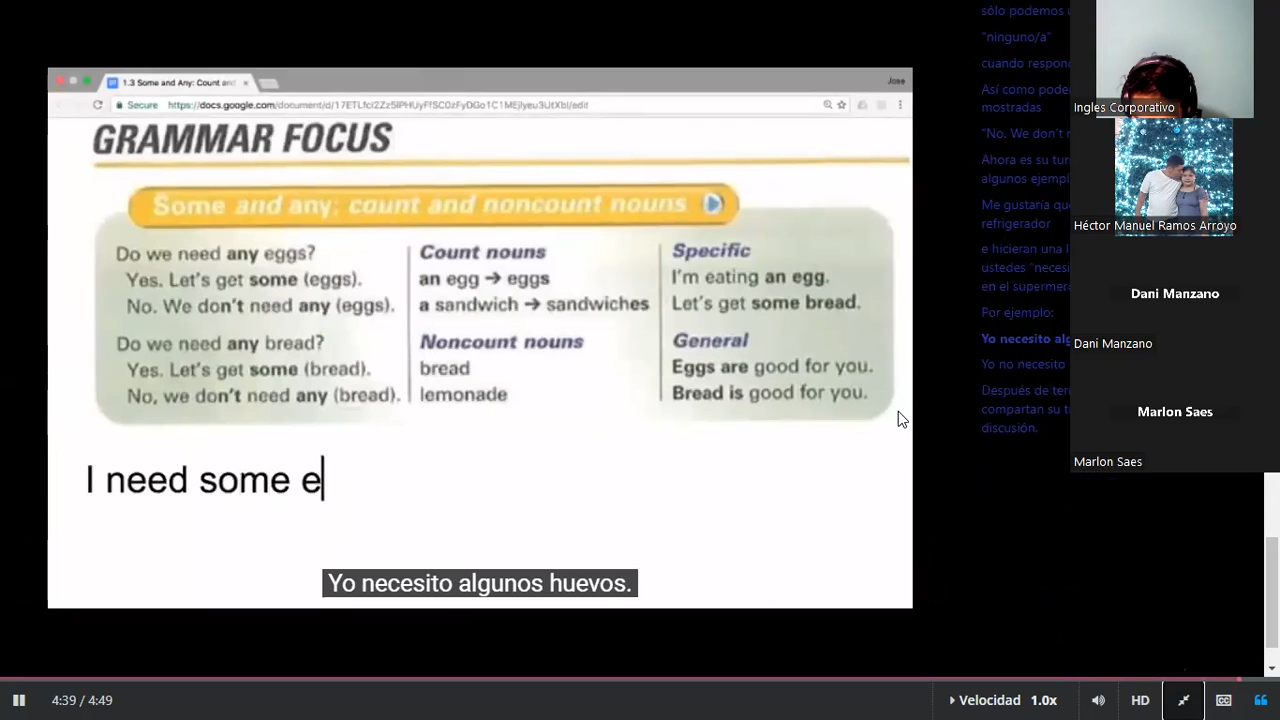 1.3 Some and Any: Count and
Jose
Secure
https://docs.google.com/document/d/17ETLfcI2Zz5iPHUyFfSC0zFyDGo1C1MEjlyeu3UtXbI/edit
GRAMMAR FOCUS
Some and any; count and noncount nouns
Do we need any eggs?
Yes. Let's get some (eggs).
No. We don't need any (eggs).
Do we need any bread?
Yes. Let's get some (bread).
No, we don't need any (bread).
Count nouns
an egg → eggs
a sandwich → sandwiches
Noncount nouns
bread
lemonade
Specific
I'm eating an egg.
Let's get some bread.
General
Eggs are good for you.
Bread is good for you.
I need some e
Yo necesito algunos huevos.
4:39 / 4:49
Velocidad 1.0x
HD
sólo podemos
"ninguno/a"
cuando respon
Así como pode
mostradas
"No. We don't
Ahora es su tur
algunos ejempl
Me gustaría qu
refrigerador
e hicieran una
ustedes "neces
en el superme
Por ejemplo:
Yo necesito alg
Yo no necesito
Después de ter
compartan su t
discusión.
Ingles Corporativo
Héctor Manuel Ramos Arroyo
Dani Manzano
Dani Manzano
Marlon Saes
Marlon Saes